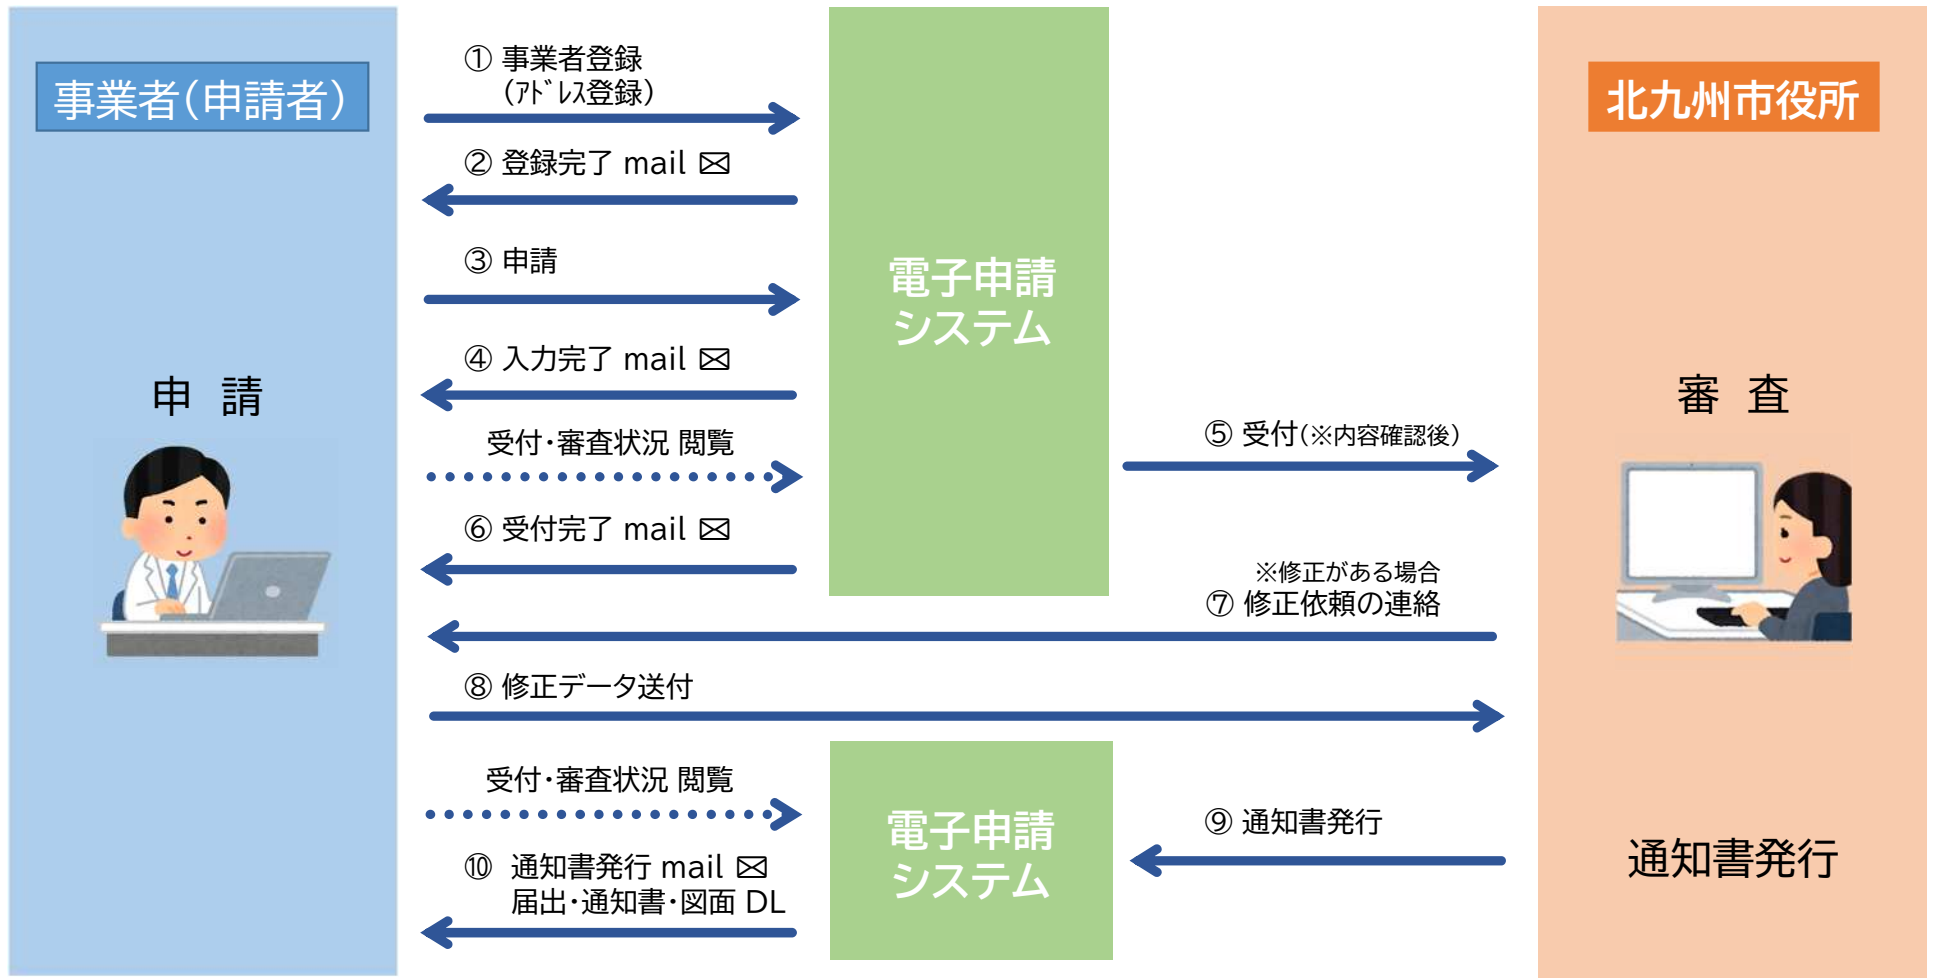 事業者(申請者)
北九州市役所
① 事業者登録
(ｱﾄﾞﾚｽ登録)
② 登録完了 mail ✉
③ 申請
電子申請
システム
④ 入力完了 mail ✉
申 請
審 査
受付・審査状況 閲覧
⑤ 受付(※内容確認後)
⑥ 受付完了 mail ✉
※修正がある場合
⑦ 修正依頼の連絡
⑧ 修正データ送付
受付・審査状況 閲覧
電子申請
システム
⑨ 通知書発行
通知書発行
⑩ 通知書発行 mail ✉
届出・通知書・図面 DL